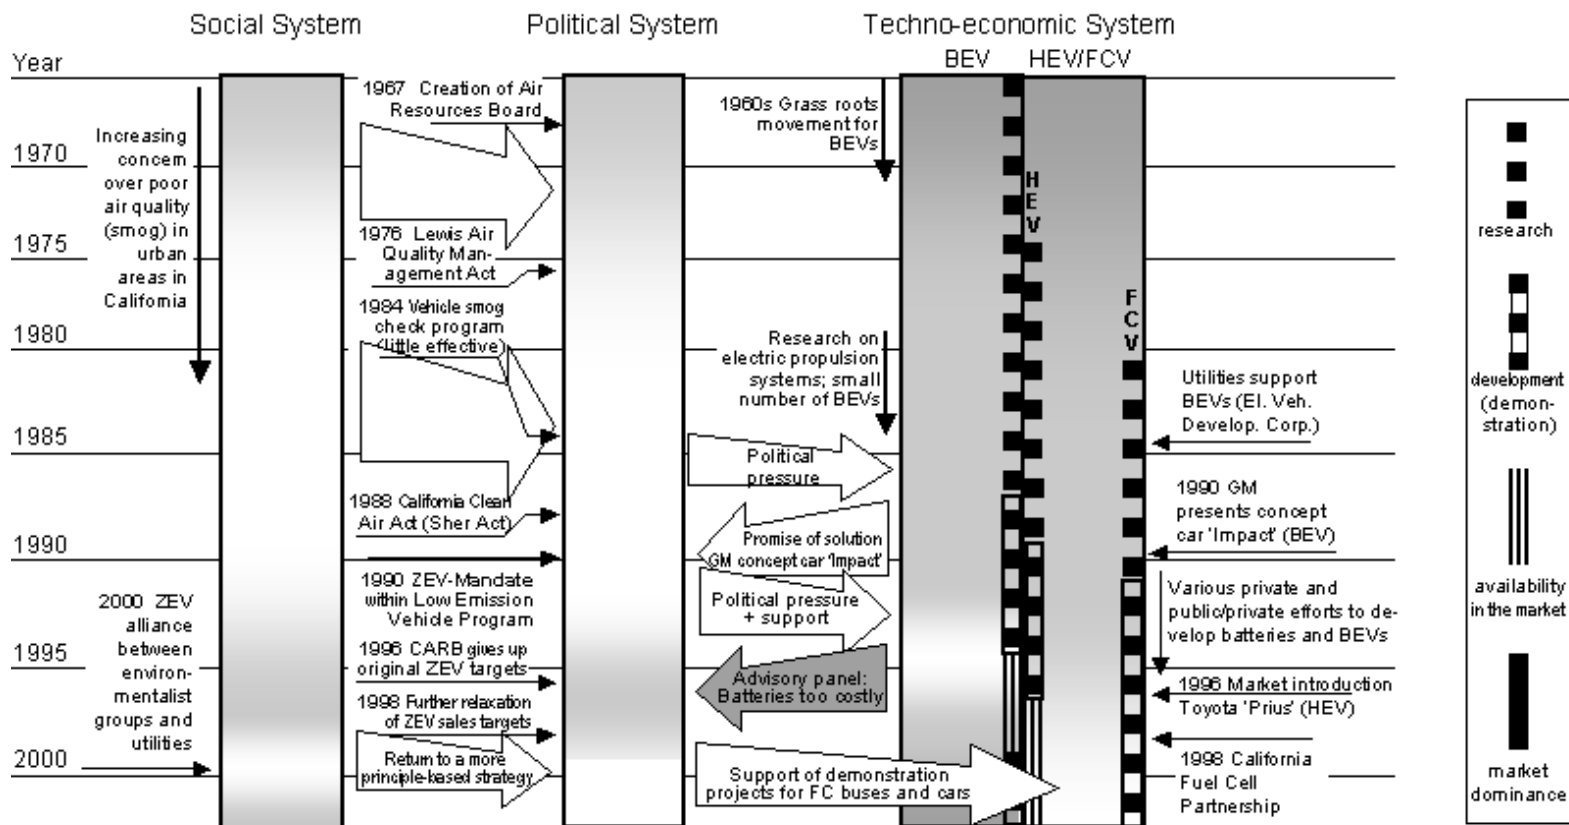 Social System
Political System
Techno-economic System
Year
BEV
HEV/FCV
1970
1975
1980
1985
1990
1995
2000
Increasing
concern
over poor
air quality
(smog) in
urban
areas in
California
2000 ZEV
alliance
between
environ-
mentalist
groups and
utilities
1967 Creation of Air
Resources Board
1976 Lewis Air
Quality Man-
agement Act
1984 Vehicle smog
check program
(little effective)
1988 California Clean
Air Act (Sher Act)
1990 ZEV-Mandate
within Low Emission
Vehicle Program
1996 CARB gives up
original ZEV targets
1998 Further relaxation
of ZEV sales targets
Return to a more
principle-based strategy
1960s Grass roots
movement for
BEVs
Research on
electric propulsion
systems; small
number of BEVs
Political
pressure
Promise of solution
GM concept car 'Impact'
Political pressure
+ support
Advisory panel:
Batteries too costly
Support of demonstration
projects for FC buses and cars
H
E
V
F
C
V
Utilities support
BEVs (El. Veh.
Develop. Corp.)
1990 GM
presents concept
car 'Impact' (BEV)
Various private and
public/private efforts to de-
velop batteries and BEVs
1996 Market introduction
Toyota 'Prius' (HEV)
1998 California
Fuel Cell
Partnership
research
development
(demon-
stration)
availability
in the market
market
dominance